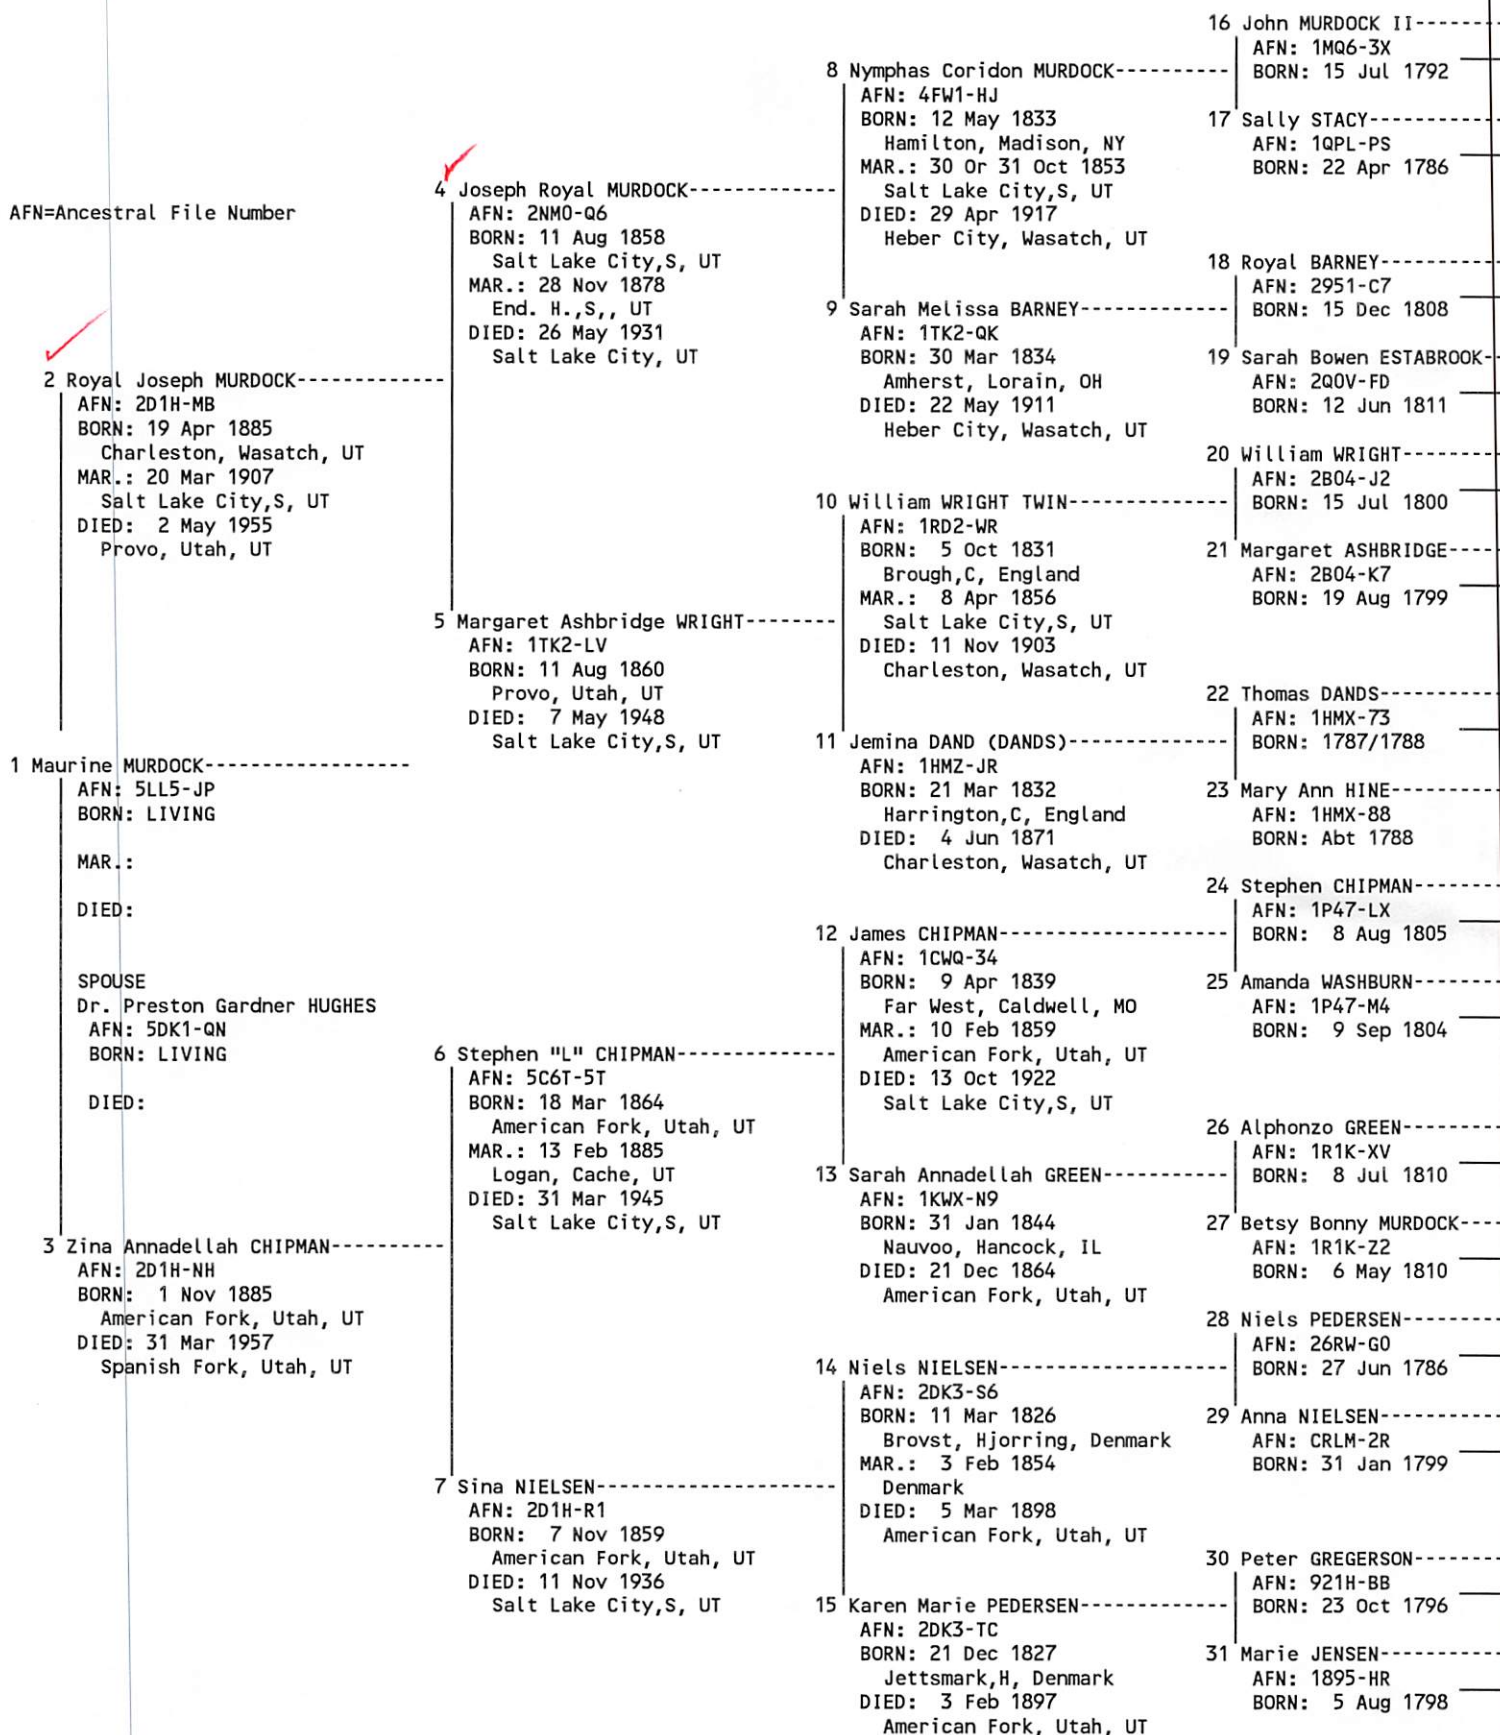 AFN=Ancestral File Number
1 Maurine MURDOCK-----------------
AFN: 5LL5-JP
BORN: LIVING
MAR.:
DIED:
SPOUSE
Dr. Preston Gardner HUGHES
AFN: 5DK1-QN
BORN: LIVING
DIED:
2 Royal Joseph MURDOCK-------------
AFN: 2D1H-MB
BORN: 19 Apr 1885
Charleston, Wasatch, UT
MAR.: 20 Mar 1907
Salt Lake City,S, UT
DIED: 2 May 1955
Provo, Utah, UT
3 Zina Annadellah CHIPMAN----------
AFN: 2D1H-NH
BORN: 1 Nov 1885
American Fork, Utah, UT
DIED: 31 Mar 1957
Spanish Fork, Utah, UT
4 Joseph Royal MURDOCK-------------
AFN: 2NM0-Q6
BORN: 11 Aug 1858
Salt Lake City,S, UT
MAR.: 28 Nov 1878
End. H.,S,, UT
DIED: 26 May 1931
Salt Lake City, UT
5 Margaret Ashbridge WRIGHT--------
AFN: 1TK2-LV
BORN: 11 Aug 1860
Provo, Utah, UT
DIED: 7 May 1948
Salt Lake City,S, UT
6 Stephen "L" CHIPMAN--------------
AFN: 5C6T-5T
BORN: 18 Mar 1864
American Fork, Utah, UT
MAR.: 13 Feb 1885
Logan, Cache, UT
DIED: 31 Mar 1945
Salt Lake City,S, UT
7 Sina NIELSEN---------------------
AFN: 2D1H-R1
BORN: 7 Nov 1859
American Fork, Utah, UT
DIED: 11 Nov 1936
Salt Lake City,S, UT
8 Nymphas Coridon MURDOCK----------
AFN: 4FW1-HJ
BORN: 12 May 1833
Hamilton, Madison, NY
MAR.: 30 Or 31 Oct 1853
Salt Lake City,S, UT
DIED: 29 Apr 1917
Heber City, Wasatch, UT
9 Sarah Melissa BARNEY-------------
AFN: 1TK2-QK
BORN: 30 Mar 1834
Amherst, Lorain, OH
DIED: 22 May 1911
Heber City, Wasatch, UT
10 William WRIGHT TWIN--------------
AFN: 1RD2-WR
BORN: 5 Oct 1831
Brough,C, England
MAR.: 8 Apr 1856
Salt Lake City,S, UT
DIED: 11 Nov 1903
Charleston, Wasatch, UT
11 Jemina DAND (DANDS)--------------
AFN: 1HMZ-JR
BORN: 21 Mar 1832
Harrington,C, England
DIED: 4 Jun 1871
Charleston, Wasatch, UT
12 James CHIPMAN--------------------
AFN: 1CWQ-34
BORN: 9 Apr 1839
Far West, Caldwell, MO
MAR.: 10 Feb 1859
American Fork, Utah, UT
DIED: 13 Oct 1922
Salt Lake City,S, UT
13 Sarah Annadellah GREEN-----------
AFN: 1KWX-N9
BORN: 31 Jan 1844
Nauvoo, Hancock, IL
DIED: 21 Dec 1864
American Fork, Utah, UT
14 Niels NIELSEN--------------------
AFN: 2DK3-S6
BORN: 11 Mar 1826
Brovst, Hjorring, Denmark
MAR.: 3 Feb 1854
Denmark
DIED: 5 Mar 1898
American Fork, Utah, UT
15 Karen Marie PEDERSEN-------------
AFN: 2DK3-TC
BORN: 21 Dec 1827
Jettsmark,H, Denmark
DIED: 3 Feb 1897
American Fork, Utah, UT
16 John MURDOCK II-------
AFN: 1MQ6-3X
BORN: 15 Jul 1792
17 Sally STACY-----------
AFN: 1QPL-PS
BORN: 22 Apr 1786
18 Royal BARNEY----------
AFN: 2951-C7
BORN: 15 Dec 1808
19 Sarah Bowen ESTABROOK-
AFN: 2Q0V-FD
BORN: 12 Jun 1811
20 William WRIGHT--------
AFN: 2B04-J2
BORN: 15 Jul 1800
21 Margaret ASHBRIDGE----
AFN: 2B04-K7
BORN: 19 Aug 1799
22 Thomas DANDS----------
AFN: 1HMX-73
BORN: 1787/1788
23 Mary Ann HINE---------
AFN: 1HMX-88
BORN: Abt 1788
24 Stephen CHIPMAN-------
AFN: 1P47-LX
BORN: 8 Aug 1805
25 Amanda WASHBURN-------
AFN: 1P47-M4
BORN: 9 Sep 1804
26 Alphonzo GREEN--------
AFN: 1R1K-XV
BORN: 8 Jul 1810
27 Betsy Bonny MURDOCK---
AFN: 1R1K-Z2
BORN: 6 May 1810
28 Niels PEDERSEN--------
AFN: 26RW-G0
BORN: 27 Jun 1786
29 Anna NIELSEN----------
AFN: CRLM-2R
BORN: 31 Jan 1799
30 Peter GREGERSON-------
AFN: 921H-BB
BORN: 23 Oct 1796
31 Marie JENSEN----------
AFN: 1895-HR
BORN: 5 Aug 1798